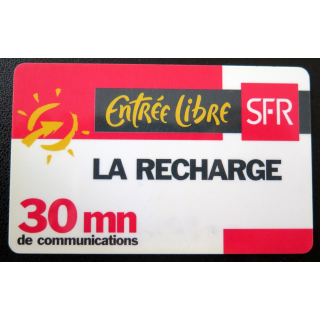 Entrée Libre SFR
LA RECHARGE
30 mn
de communications